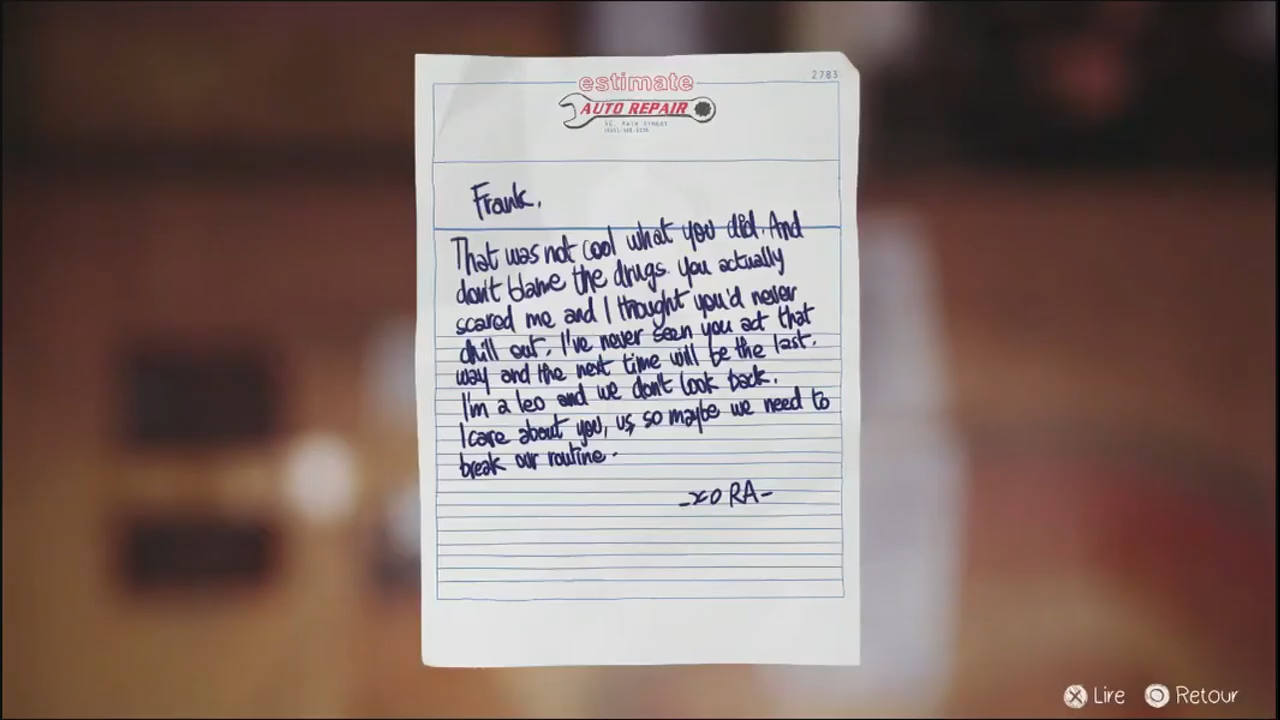 2783
estimate
AUTO REPAIR
Frank,
That was not cool what you did. And
don't blame the drugs. You actually
scared me and I thought you'd never
chill out. I've never seen you act that
way and the next time will be the last.
I'm a leo and we don't look back.
I care about you, us, so maybe we need to
break our routine.
-xo RA-
Lire
Retour